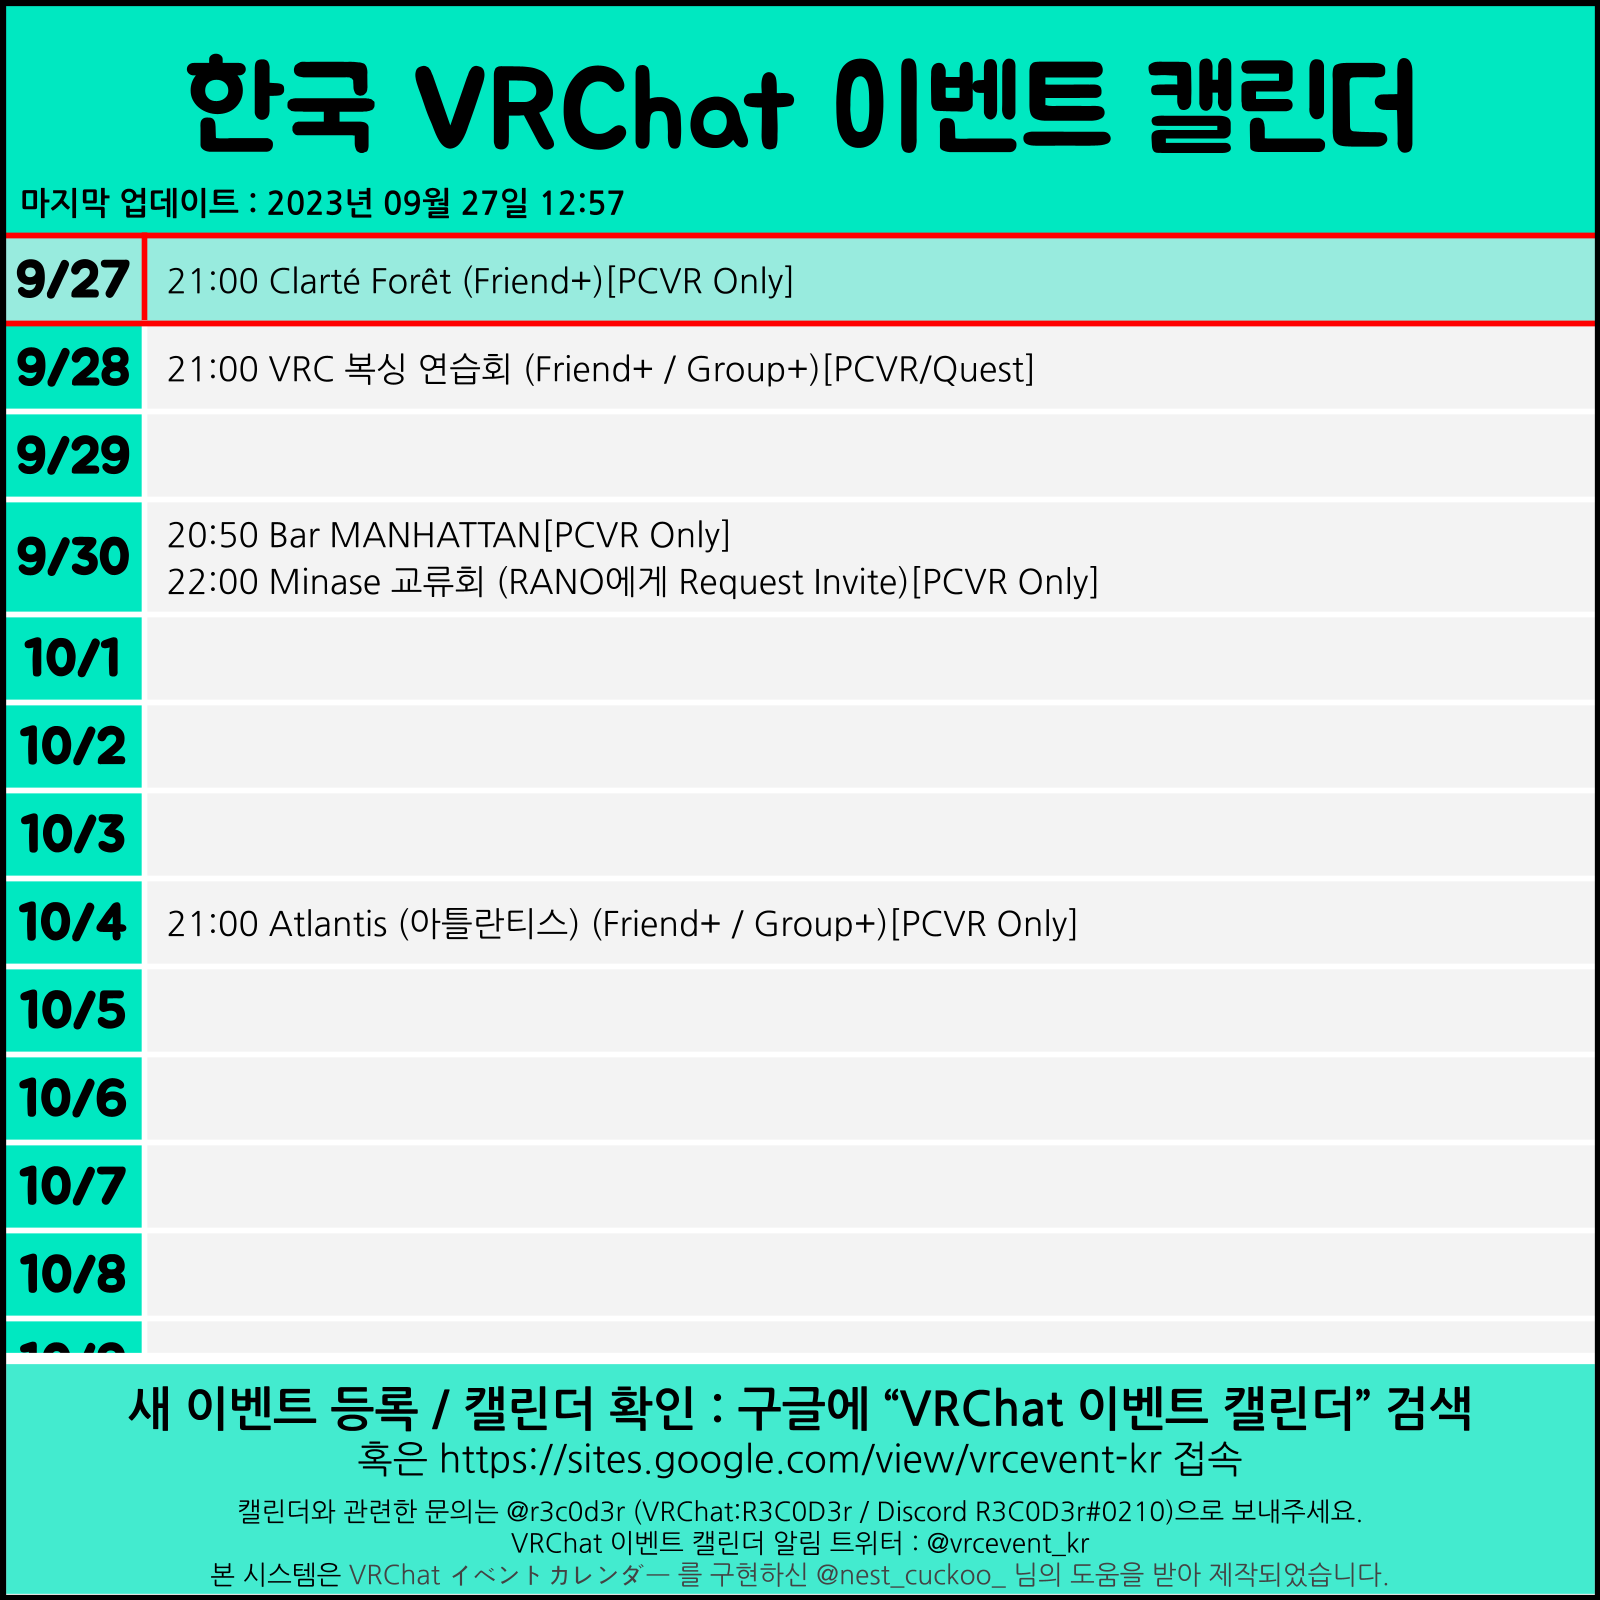 한국 VRChat 이벤트 캘린더
마지막 업데이트 : 2023년 09월 27일 12:57
9/27 21:00 Clarté Forêt (Friend+)[PCVR Only]
9/28 21:00 VRC 복싱 연습회 (Friend+ / Group+)[PCVR/Quest]
9/29
9/30 20:50 Bar MANHATTAN[PCVR Only]
22:00 Minase 교류회 (RANO에게 Request Invite)[PCVR Only]
10/1
10/2
10/3
10/4 21:00 Atlantis (아틀란티스) (Friend+ / Group+)[PCVR Only]
10/5
10/6
10/7
10/8
새 이벤트 등록 / 캘린더 확인 : 구글에 “VRChat 이벤트 캘린더” 검색
혹은 https://sites.google.com/view/vrcevent-kr 접속
캘린더와 관련한 문의는 @r3c0d3r (VRChat:R3C0D3r / Discord R3C0D3r#0210)으로 보내주세요.
VRChat 이벤트 캘린더 알림 트위터 : @vrcevent_kr
본 시스템은 VRChat イベントカレンダー 를 구현하신 @nest_cuckoo_ 님의 도움을 받아 제작되었습니다.